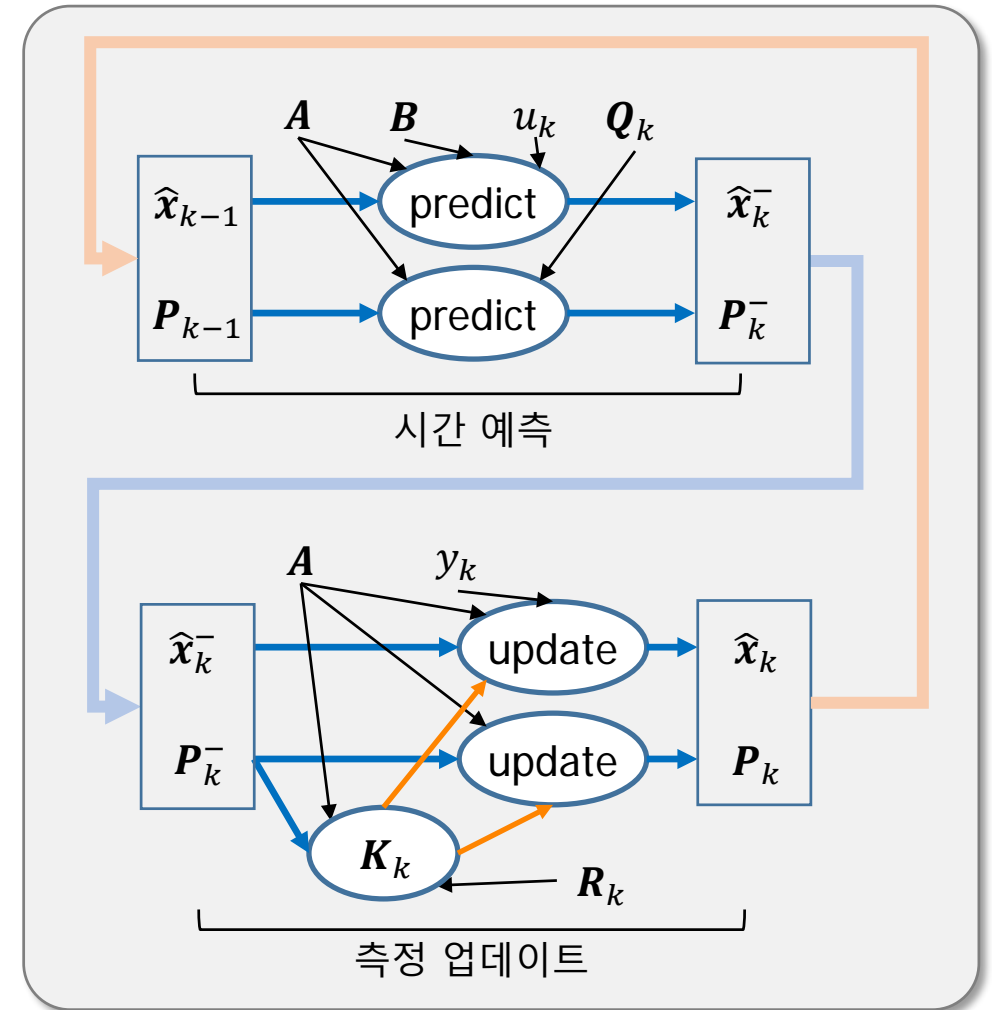 A B u_k Q_k
x̂_{k−1} predict x̂_k^−
P_{k−1} predict P_k^−
시간 예측
A y_k
x̂_k^− update x̂_k
P_k^− update P_k
K_k R_k
측정 업데이트